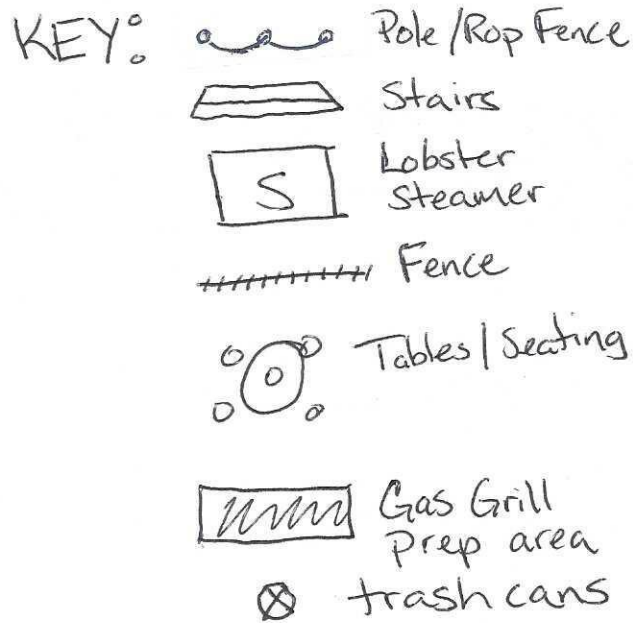 KEY:
Pole/Rop Fence
Stairs
S
Lobster
Steamer
Fence
Tables/Seating
Gas Grill
Prep area
trash cans